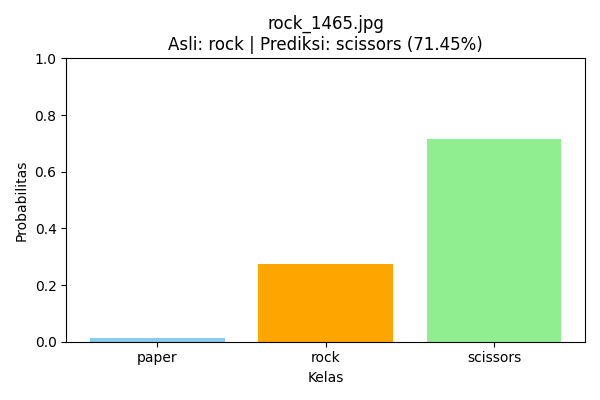 rock_1465.jpg
Asli: rock | Prediksi: scissors (71.45%)
1.0
0.8
0.6
0.4
0.2
0.0
Probabilitas
paper rock scissors
Kelas